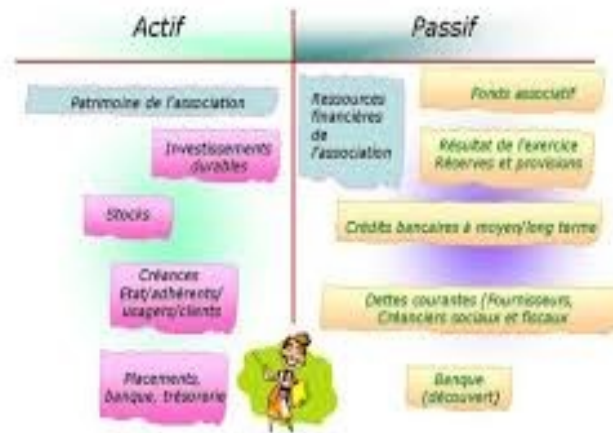 Actif
Passif
Patrimoine de l'association
Investissements
durables
Stocks
Créances
Etat/adhérents/
usagers/clients
Placements,
banque, trésorerie
Ressources
financières
de
l'association
Fonds associatif
Résultat de l'exercice
Réserves et provisions
Crédits bancaires à moyen/long terme
Dettes courantes (Fournisseurs,
Créanciers sociaux et fiscaux
Banque
(découvert)